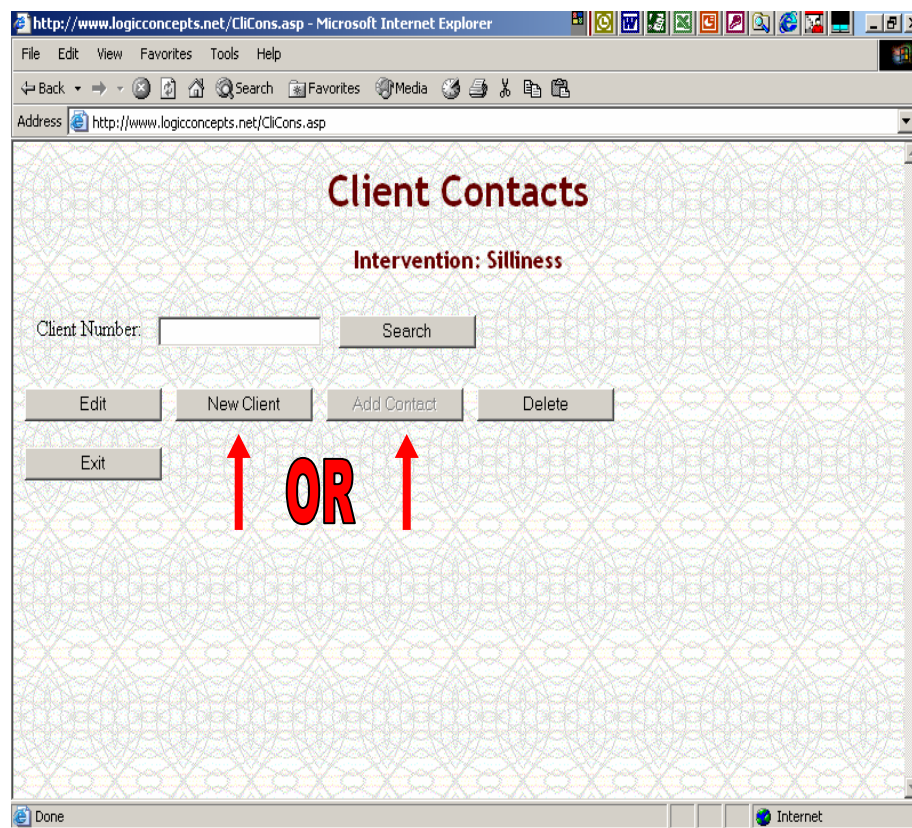 http://www.logicconcepts.net/CliCons.asp - Microsoft Internet Explorer
File Edit View Favorites Tools Help
Back Search Favorites Media
Address http://www.logicconcepts.net/CliCons.asp
Client Contacts
Intervention: Silliness
Client Number: Search
Edit New Client Add Contact Delete
Exit OR
Done Internet